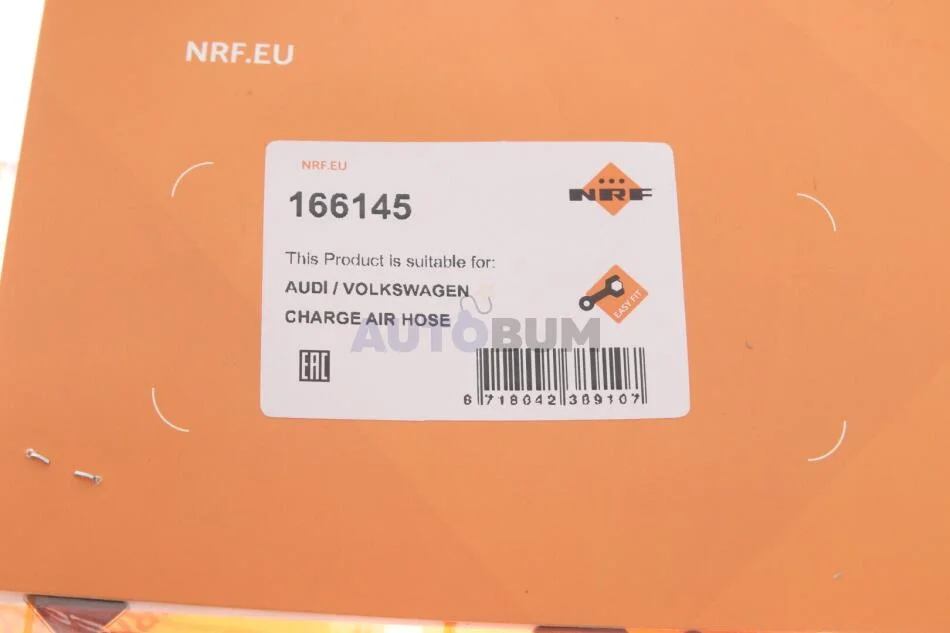 NRF.EU
NRF.EU
NRF
166145
This Product is suitable for:
AUDI / VOLKSWAGEN
CHARGE AIR HOSE
EASY FIT
AUTOBUM
EAC
6 718042 369107